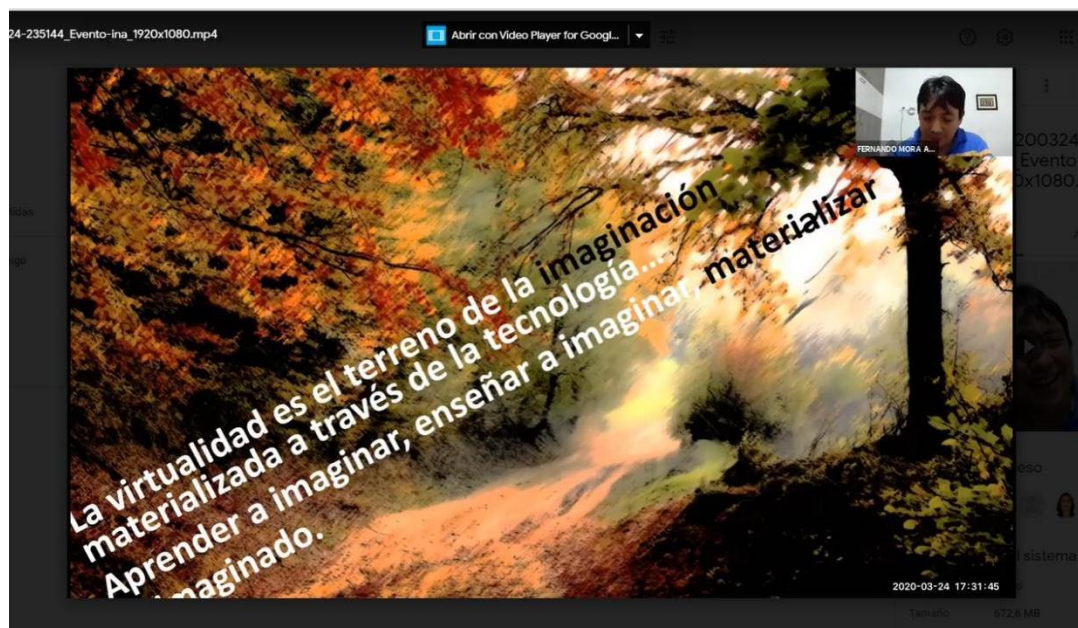 24-235144_Evento-ina_1920x1080.mp4
Abrir con Video Player for Googl...
FERNANDO MORA A...
200324
Evento-
0x1080.
La virtualidad es el terreno de la imaginación
materializada a través de la tecnología...
Aprender a imaginar, enseñar a imaginar, materializar
imaginado.
2020-03-24 17:31:45
eso
l sistema
Tamaño 672,6 MB